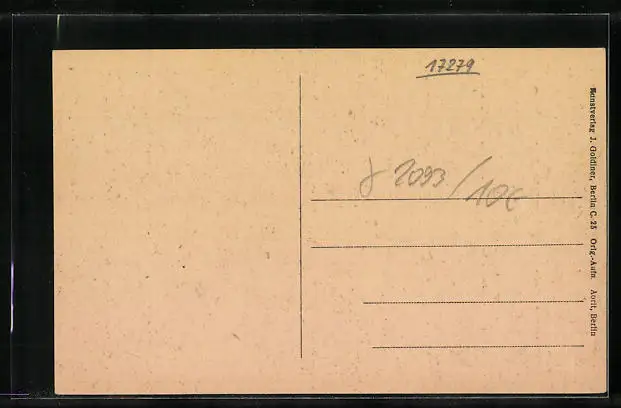 17279
2093/10€
Kunstverlag J. Goldiner, Berlin C. 25 Orig.-Aufn. Aorit, Berlin